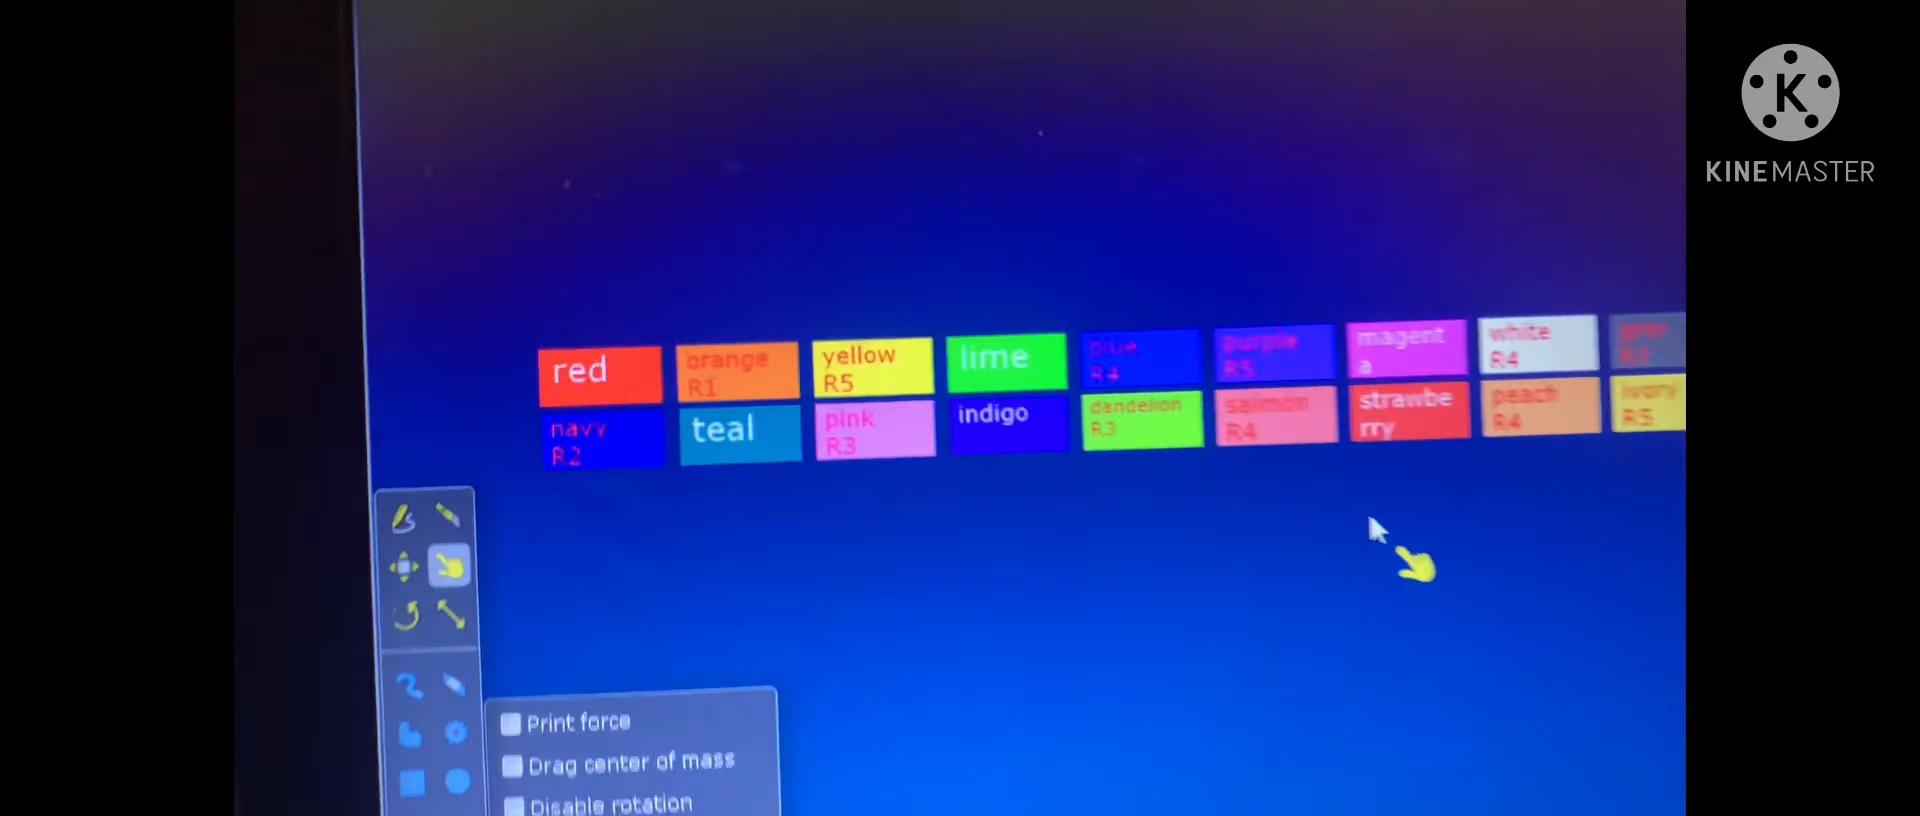 KINEMASTER
red
orange
R1
yellow
R5
lime
blue
R4
purple
R5
magent
a
white
R4
navy
R2
teal
pink
R3
indigo
dandelion
R3
salmon
R4
strawbe
rry
peach
R4
ivory
R5
Print force
Drag center of mass
Disable rotation